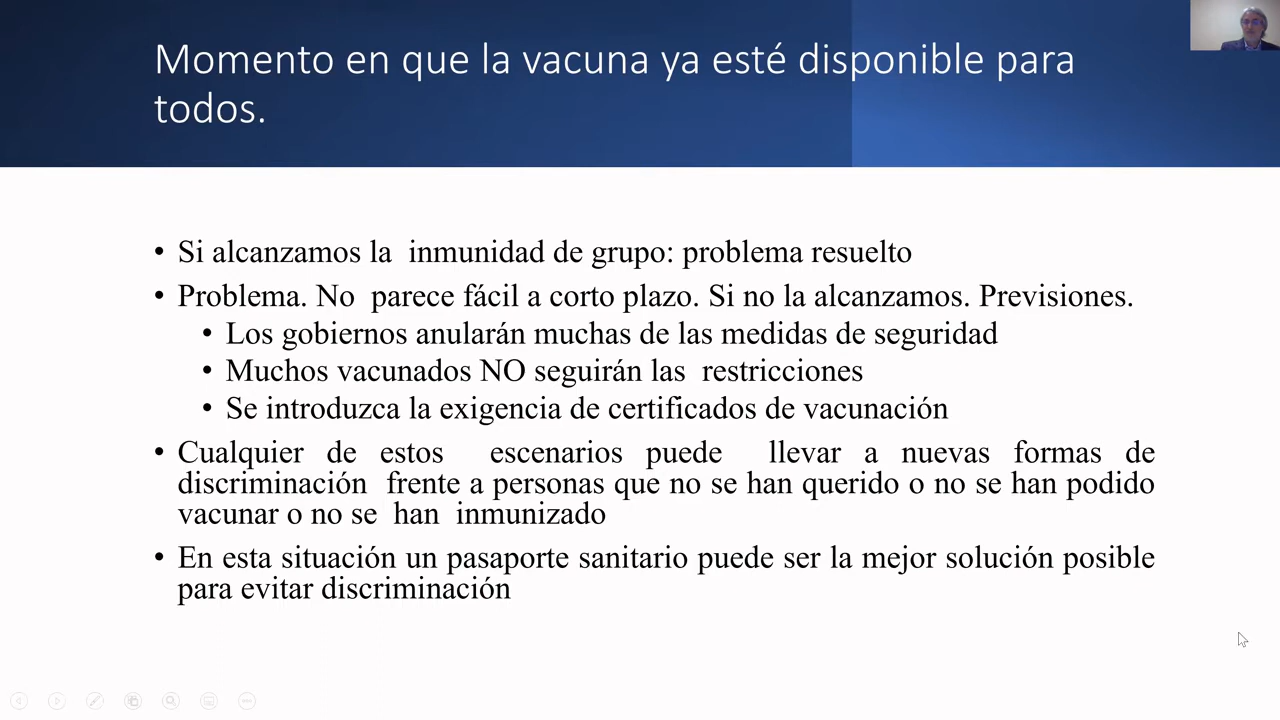 Momento en que la vacuna ya esté disponible para
todos.
• Si alcanzamos la inmunidad de grupo: problema resuelto
• Problema. No parece fácil a corto plazo. Si no la alcanzamos. Previsiones.
• Los gobiernos anularán muchas de las medidas de seguridad
• Muchos vacunados NO seguirán las restricciones
• Se introduzca la exigencia de certificados de vacunación
• Cualquier de estos escenarios puede llevar a nuevas formas de
discriminación frente a personas que no se han querido o no se han podido
vacunar o no se han inmunizado
• En esta situación un pasaporte sanitario puede ser la mejor solución posible
para evitar discriminación